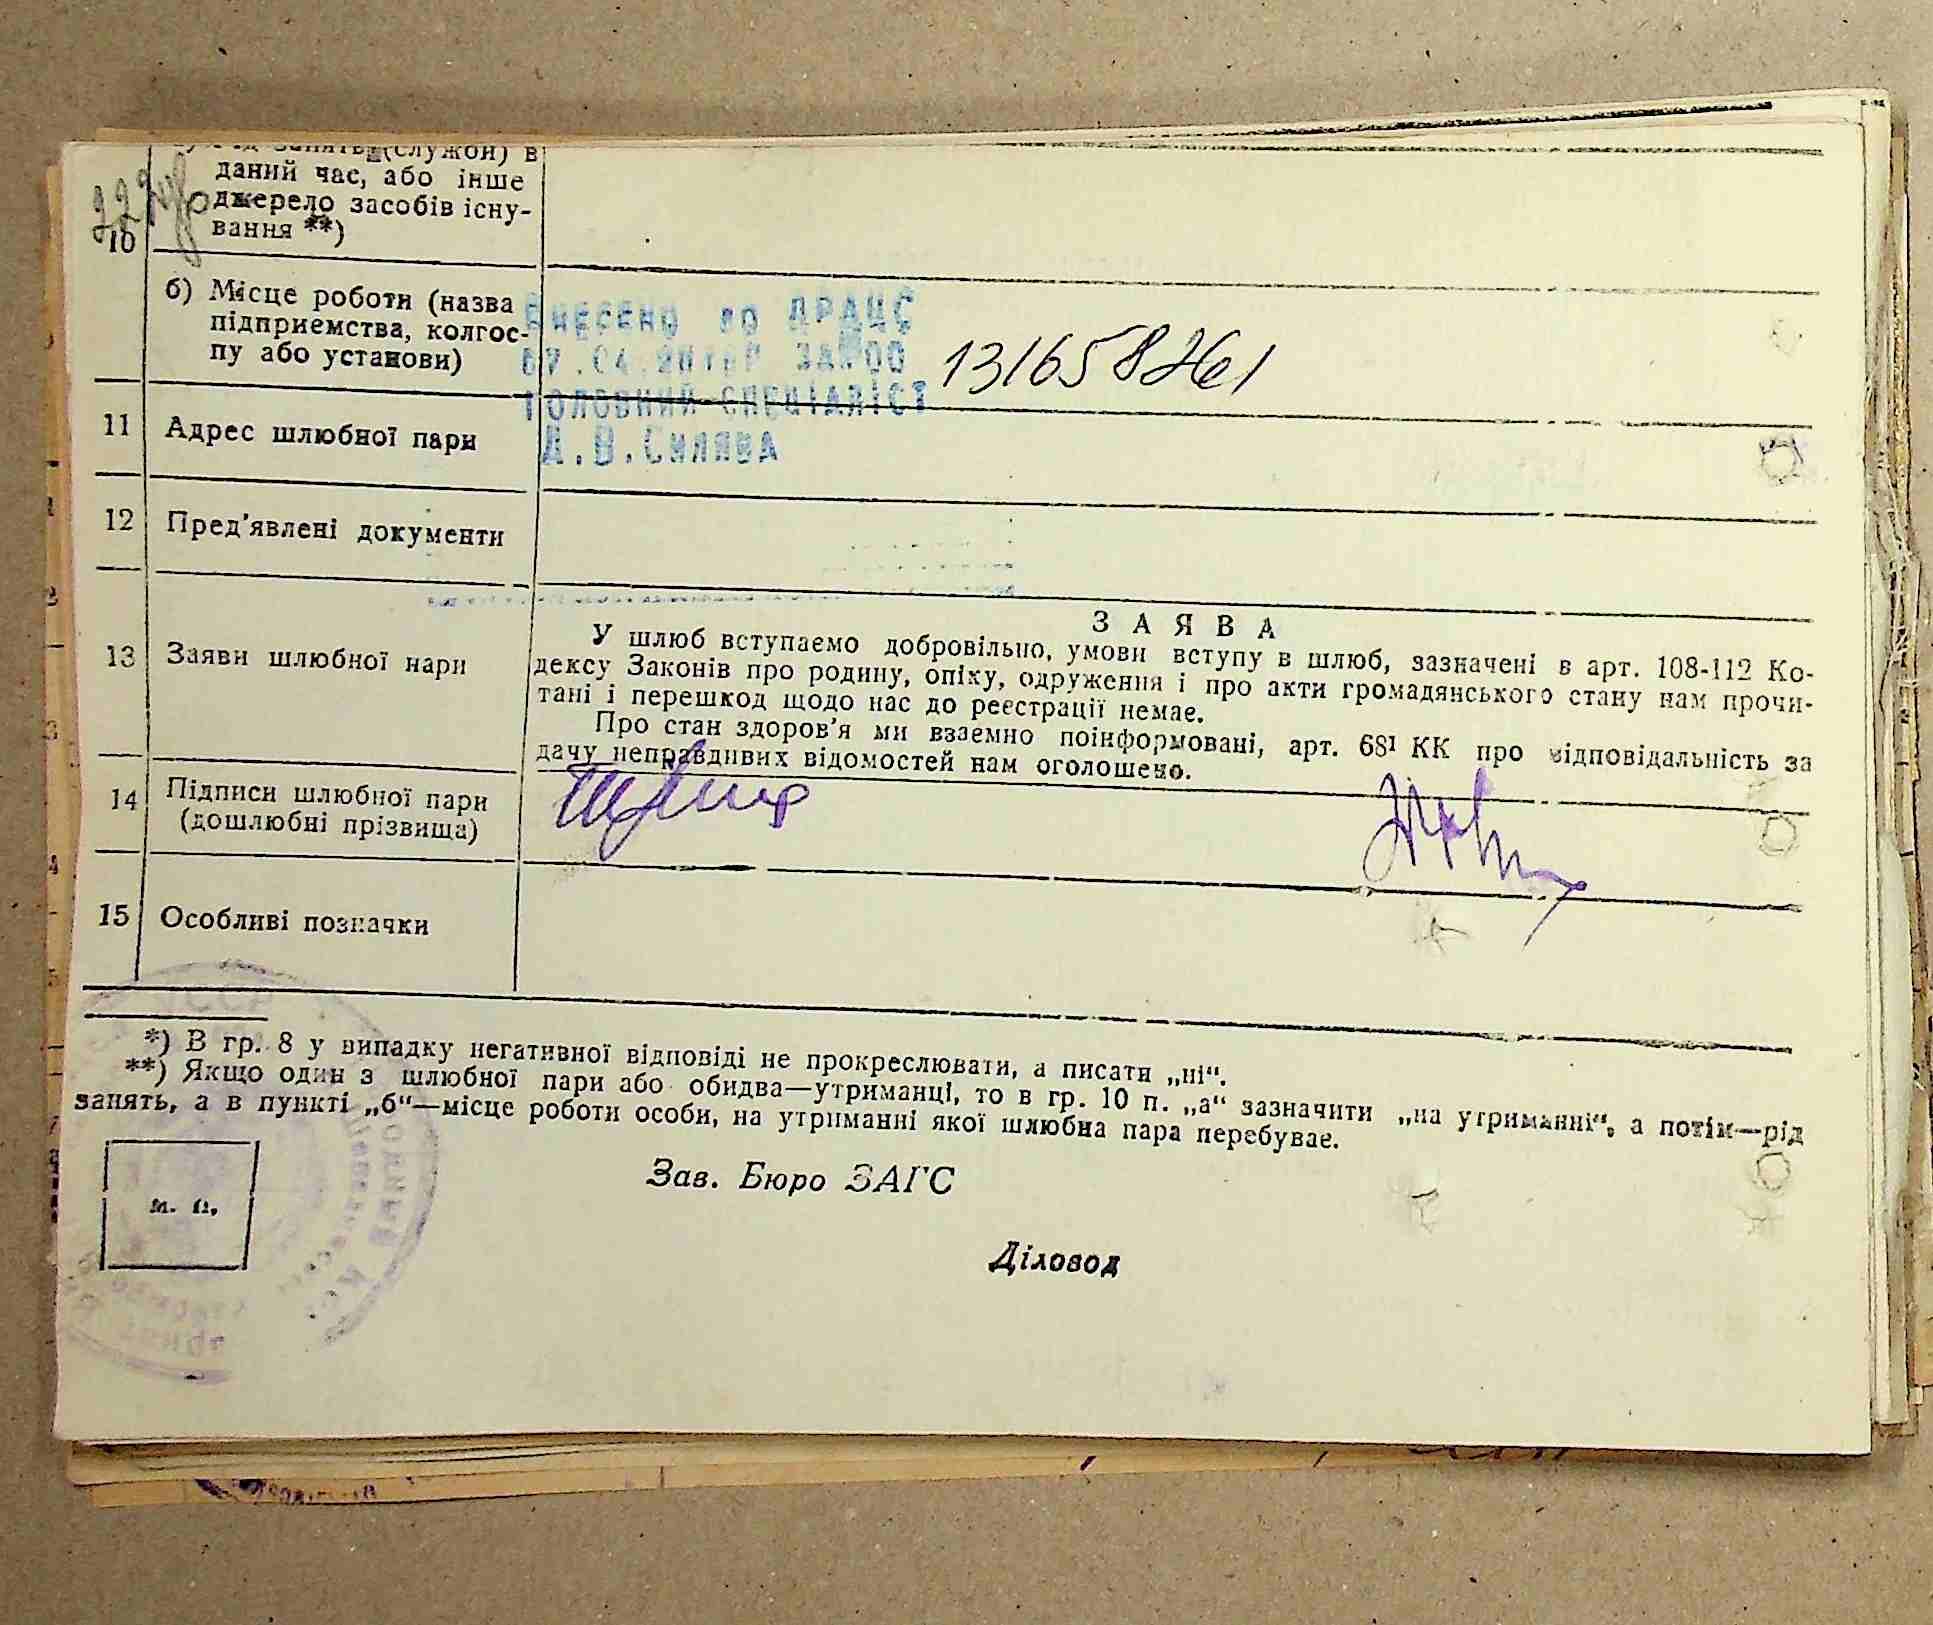 (служби) в
даний час, або інше
джерело засобів існу-
вання **)
10
б) Місце роботи (назва
підприємства, колгос-
пу або установи)
Внесено до ДРАЦС
за №00
131658261
Головний спеціаліст
11 Адрес шлюбної пари
12 Пред'явлені документи
13 Заяви шлюбної пари
ЗАЯВА
У шлюб вступаємо добровільно, умови вступу в шлюб, зазначені в арт. 108-112 Ко-
дексу Законів про родину, опіку, одруження і про акти громадянського стану нам прочи-
тані і перешкод щодо нас до реєстрації немає.
Про стан здоров'я ми взаємно поінформовані, арт. 68¹ КК про відповідальність за
дачу неправдивих відомостей нам оголошено.
14 Підписи шлюбної пари
(дошлюбні прізвища)
15 Особливі позначки
УССР
*) В гр. 8 у випадку негативної відповіді не прокреслювати, а писати „ні“.
**) Якщо один з шлюбної пари або обидва—утриманці, то в гр. 10 п. „а“ зазначити „на утриманні“, а потім—рід
занять, а в пункті „б“—місце роботи особи, на утриманні якої шлюбна пара перебуває.
м. п.
Зав. Бюро ЗАГС
Діловод